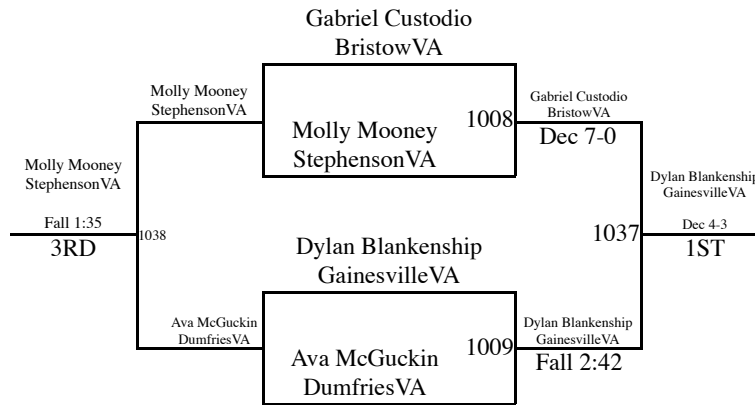 Gabriel Custodio
BristowVA
Molly Mooney
StephensonVA
Molly Mooney
StephensonVA
1008
Gabriel Custodio
BristowVA
Dec 7-0
Molly Mooney
StephensonVA
Fall 1:35
3RD
1038
Dylan Blankenship
GainesvilleVA
Dec 4-3
1ST
1037
Dylan Blankenship
GainesvilleVA
Ava McGuckin
DumfriesVA
Ava McGuckin
DumfriesVA
1009
Dylan Blankenship
GainesvilleVA
Fall 2:42